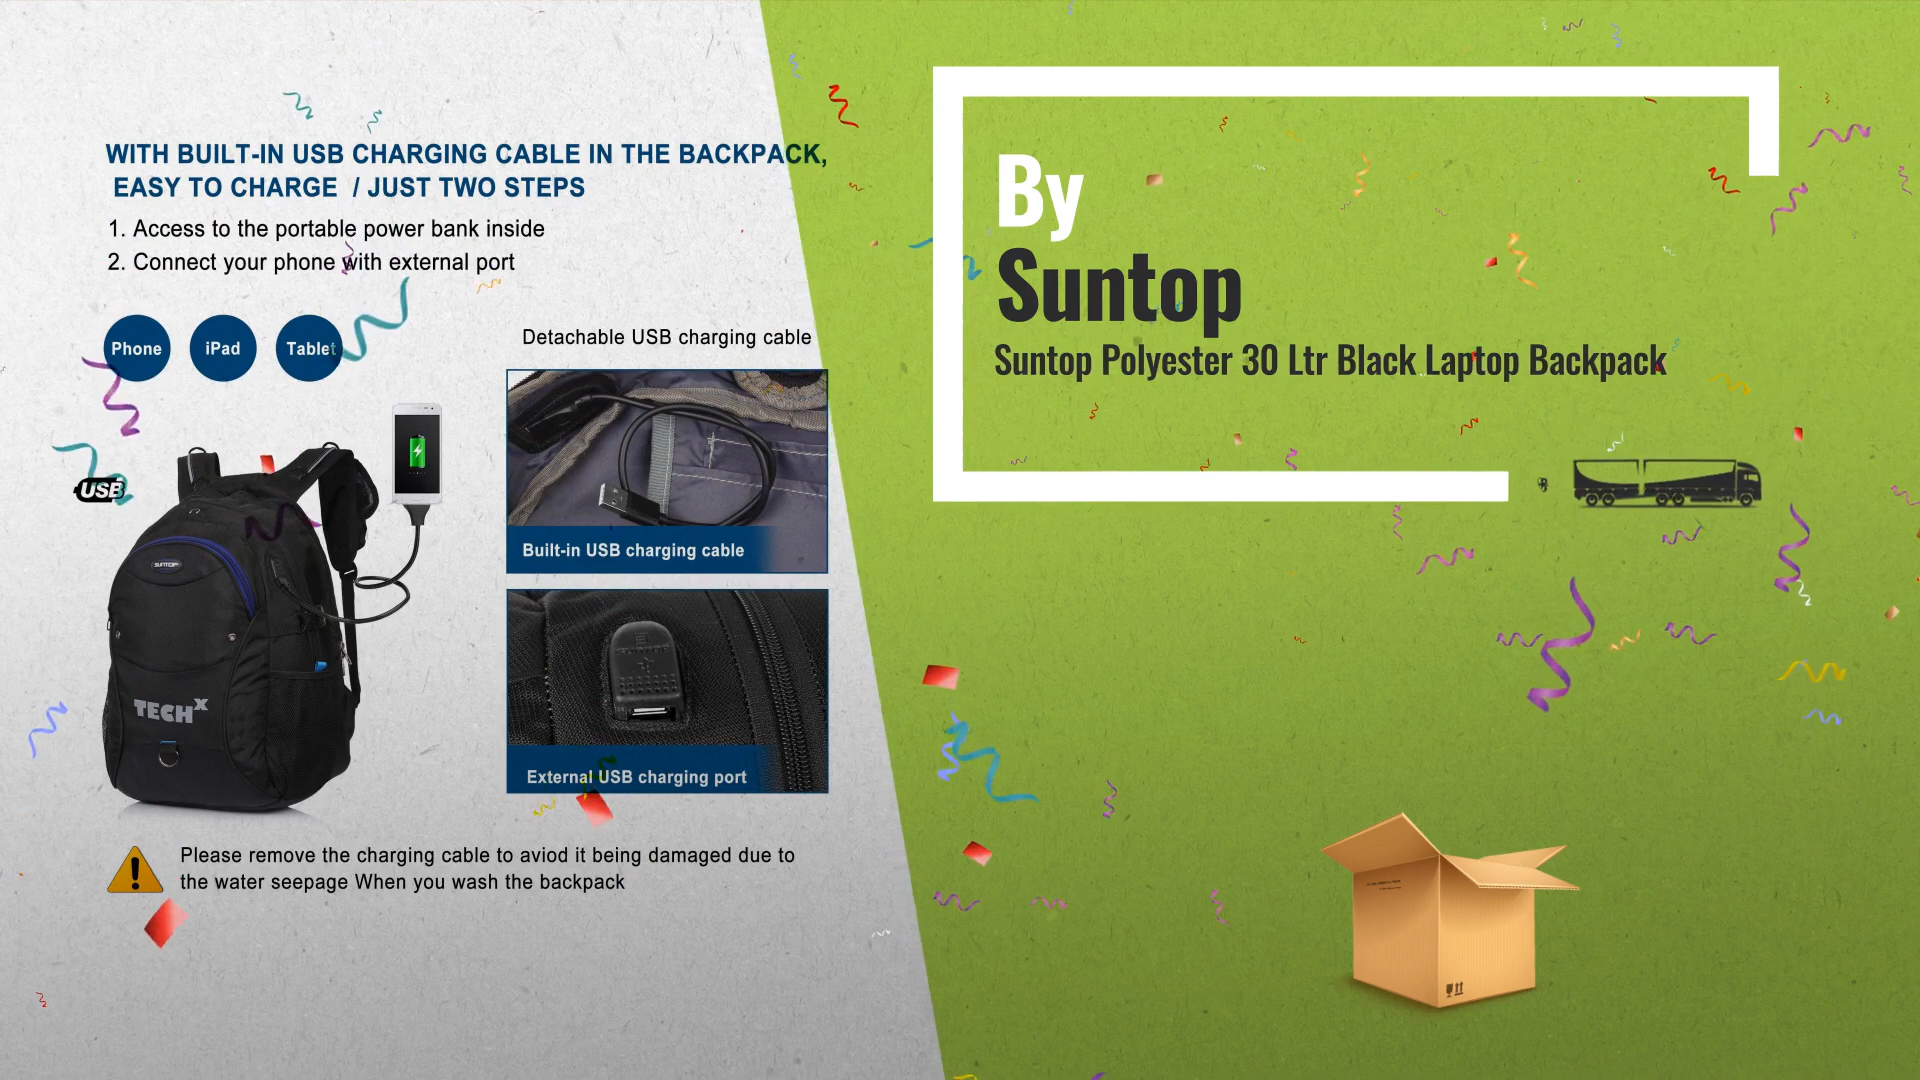 WITH BUILT-IN USB CHARGING CABLE IN THE BACKPACK,
EASY TO CHARGE / JUST TWO STEPS
1. Access to the portable power bank inside
2. Connect your phone with external port
Phone
iPad
Tablet
Detachable USB charging cable
USB
SUNTOP
TECHX
Built-in USB charging cable
External USB charging port
Please remove the charging cable to aviod it being damaged due to
the water seepage When you wash the backpack
By
Suntop
Suntop Polyester 30 Ltr Black Laptop Backpack